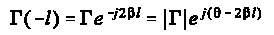 Γ(-l) = Γe^{-j2βl} = |Γ|e^{j(θ-2βl)}